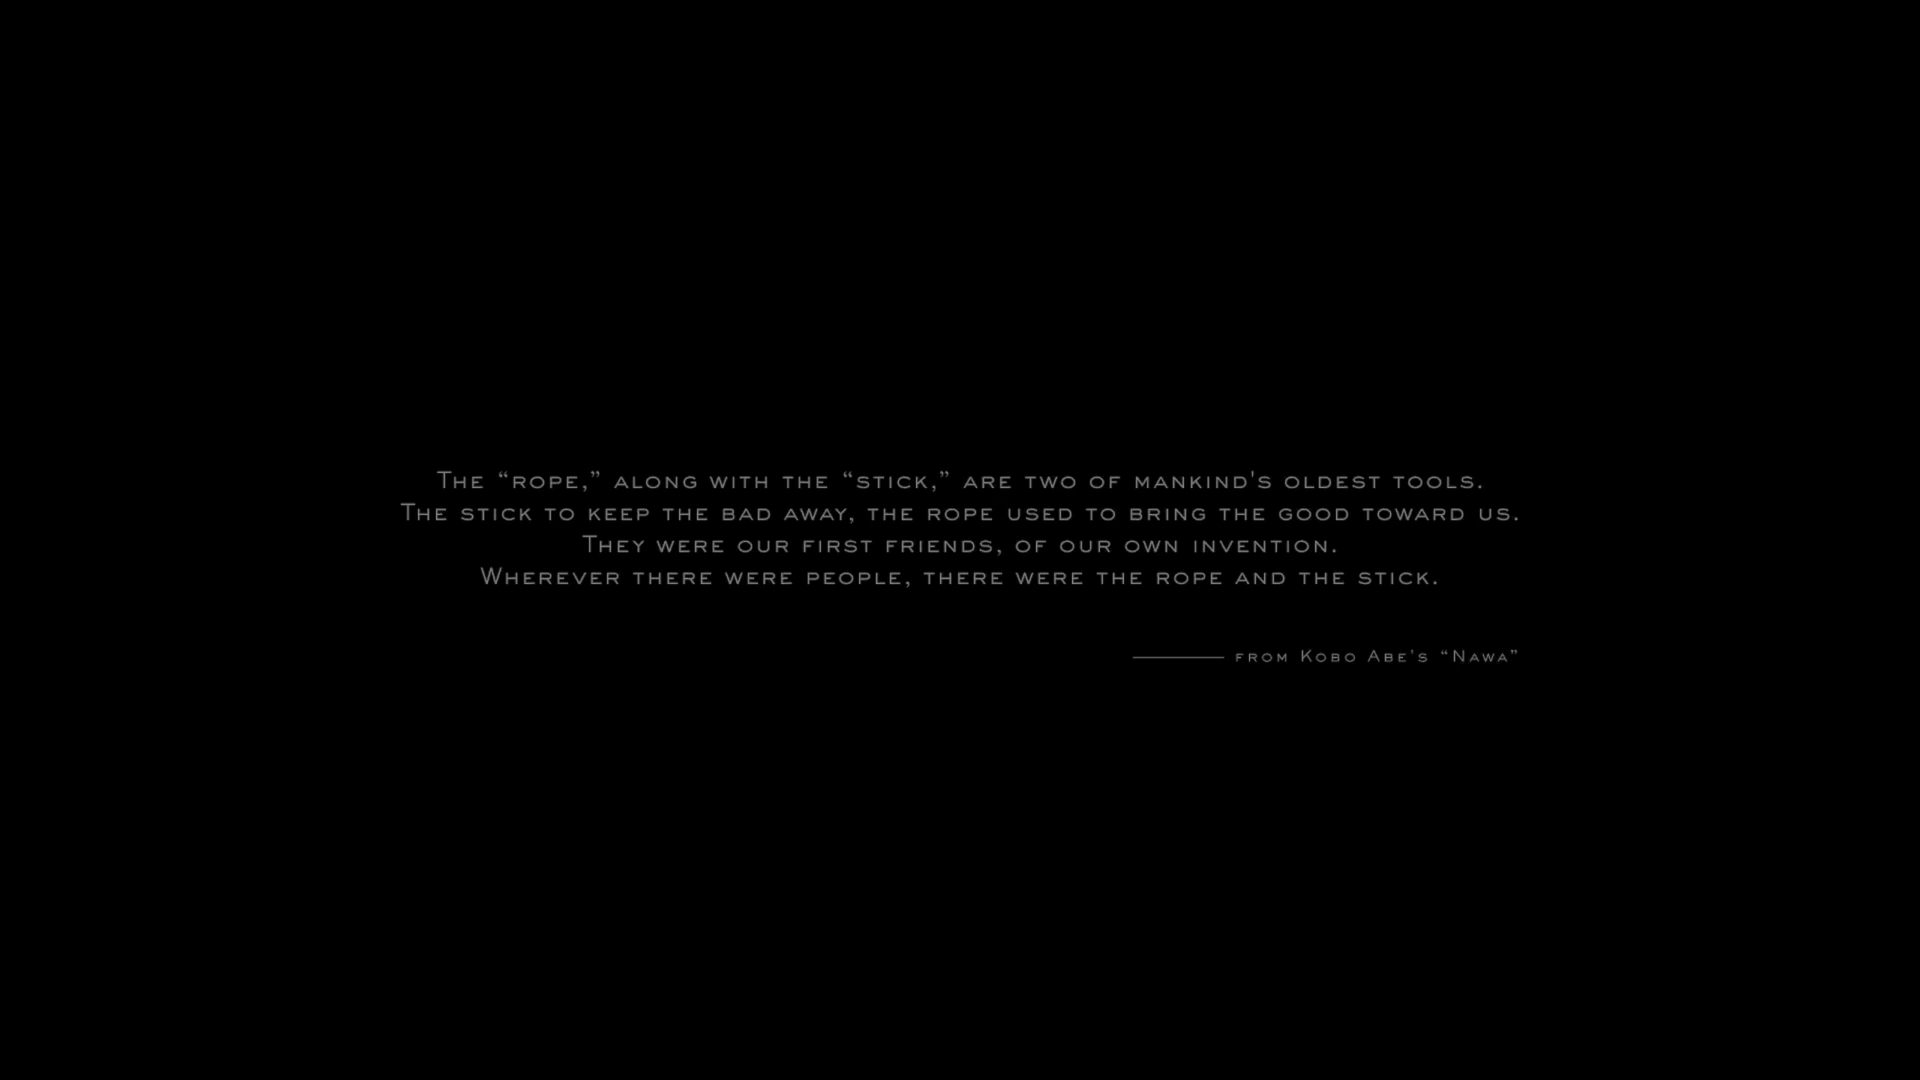 The “rope,” along with the “stick,” are two of mankind's oldest tools.
The stick to keep the bad away, the rope used to bring the good toward us.
They were our first friends, of our own invention.
Wherever there were people, there were the rope and the stick.
——— from Kobo Abe's “Nawa”